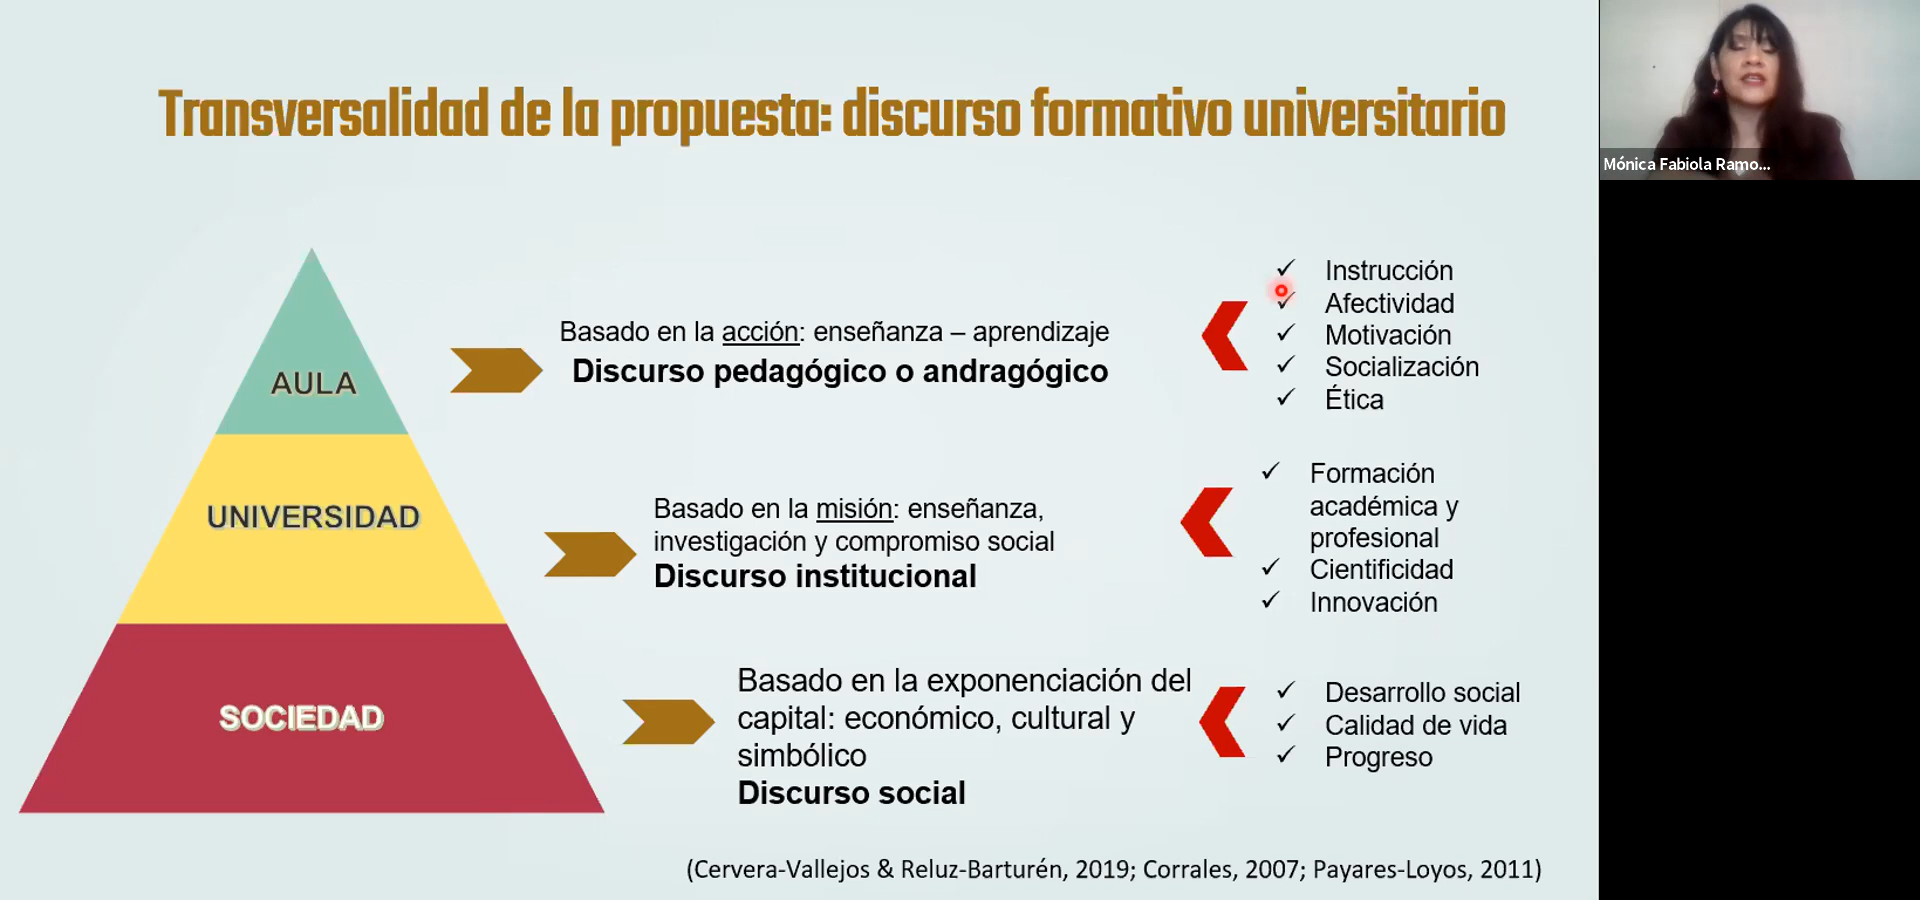 Transversalidad de la propuesta: discurso formativo universitario
Mónica Fabiola Ramo...
AULA
Basado en la acción: enseñanza – aprendizaje
Discurso pedagógico o andragógico
✓ Instrucción
✓ Afectividad
✓ Motivación
✓ Socialización
✓ Ética
UNIVERSIDAD
Basado en la misión: enseñanza,
investigación y compromiso social
Discurso institucional
✓ Formación
académica y
profesional
✓ Cientificidad
✓ Innovación
SOCIEDAD
Basado en la exponenciación del
capital: económico, cultural y
simbólico
Discurso social
✓ Desarrollo social
✓ Calidad de vida
✓ Progreso
(Cervera-Vallejos & Reluz-Barturén, 2019; Corrales, 2007; Payares-Loyos, 2011)